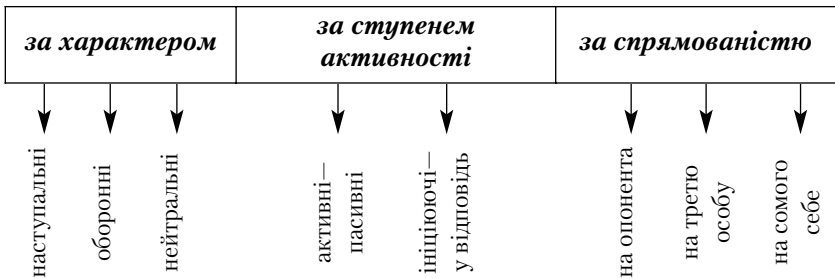 за характером
за ступенем
активності
за спрямованістю
наступальні
оборонні
нейтральні
активні—
пасивні
ініціюючі—
у відповідь
на опонента
на третю
особу
на сомого
себе